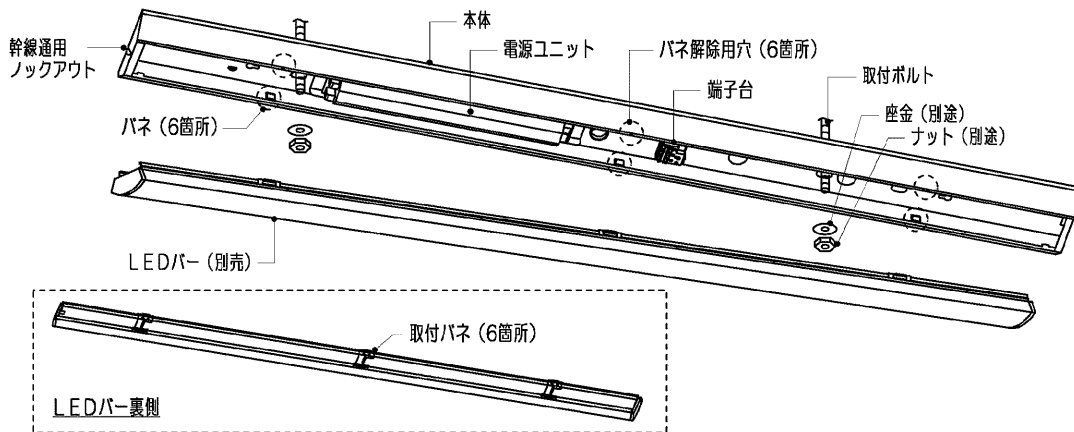 本体
幹線通用
ノックアウト
電源ユニット
バネ解除用穴（6箇所）
端子台
取付ボルト
座金（別途）
ナット（別途）
バネ（6箇所）
LEDバー（別売）
取付バネ（6箇所）
LEDバー裏側